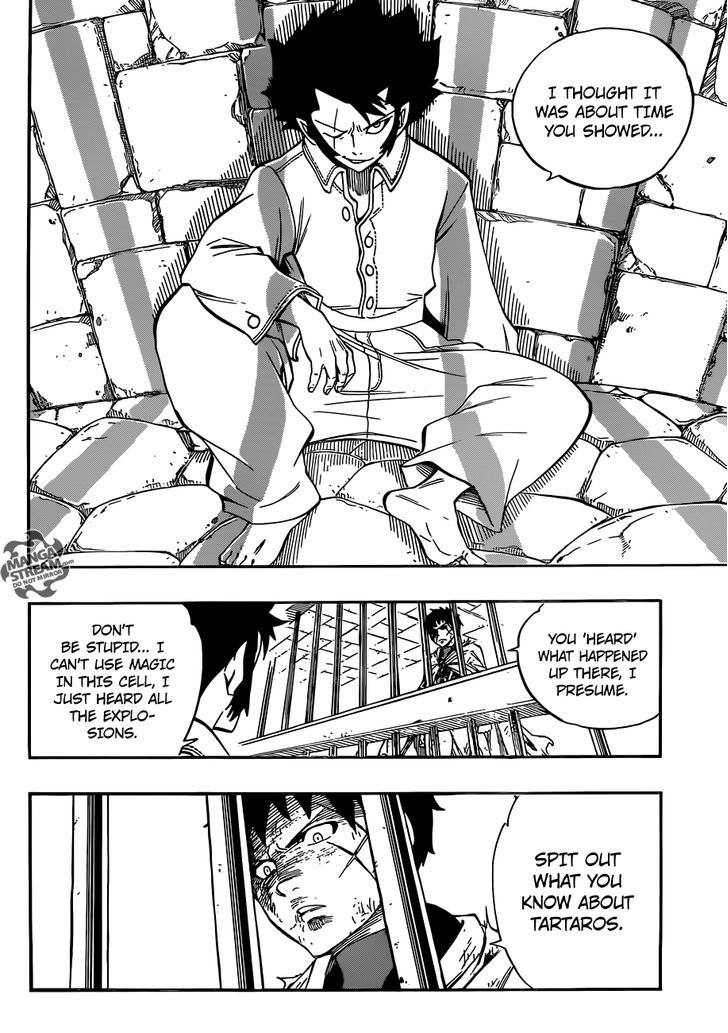 I THOUGHT IT
WAS ABOUT TIME
YOU SHOWED...
MANGA
STREAM.com
DO NOT MIRROR
YOU 'HEARD'
WHAT HAPPENED
UP THERE, I
PRESUME.
DON'T
BE STUPID... I
CAN'T USE MAGIC
IN THIS CELL, I
JUST HEARD ALL
THE EXPLO-
SIONS.
SPIT OUT
WHAT YOU
KNOW ABOUT
TARTAROS.